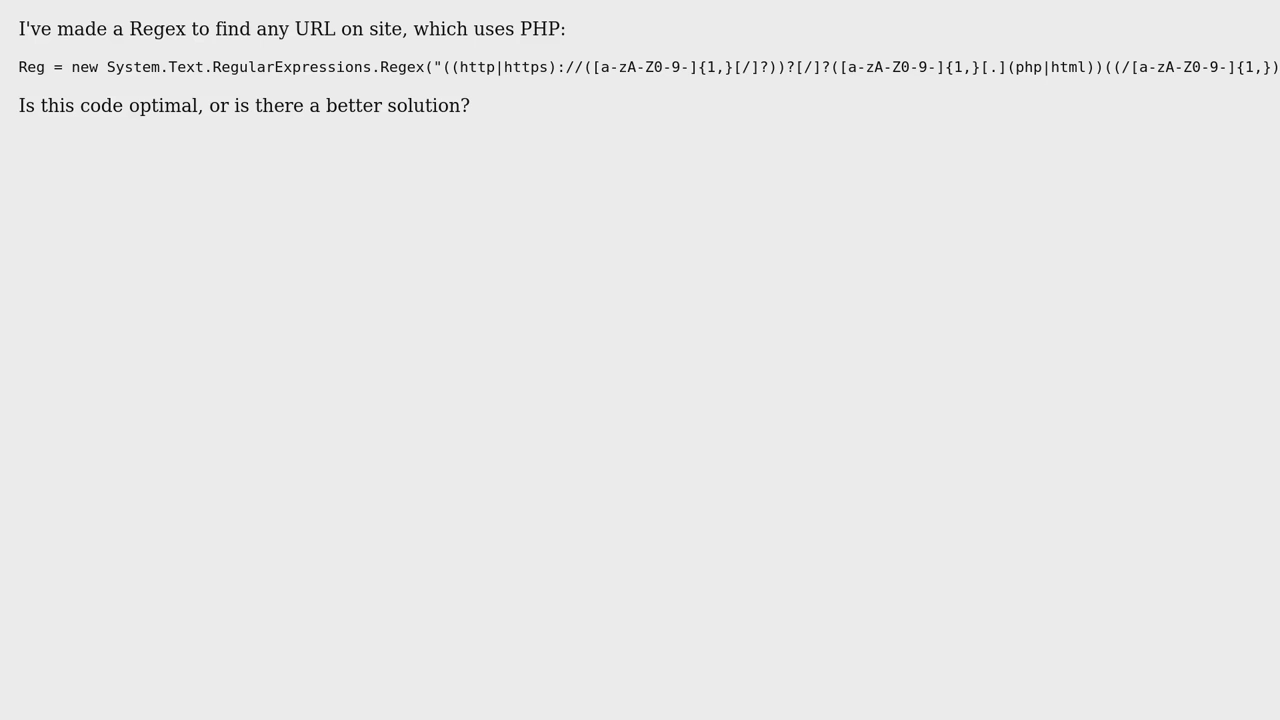 I've made a Regex to find any URL on site, which uses PHP:
Reg = new System.Text.RegularExpressions.Regex("((http|https)://([a-zA-Z0-9-]{1,}[/]?))?[/]?([a-zA-Z0-9-]{1,}[.](php|html))((/[a-zA-Z0-9-]{1,})
Is this code optimal, or is there a better solution?